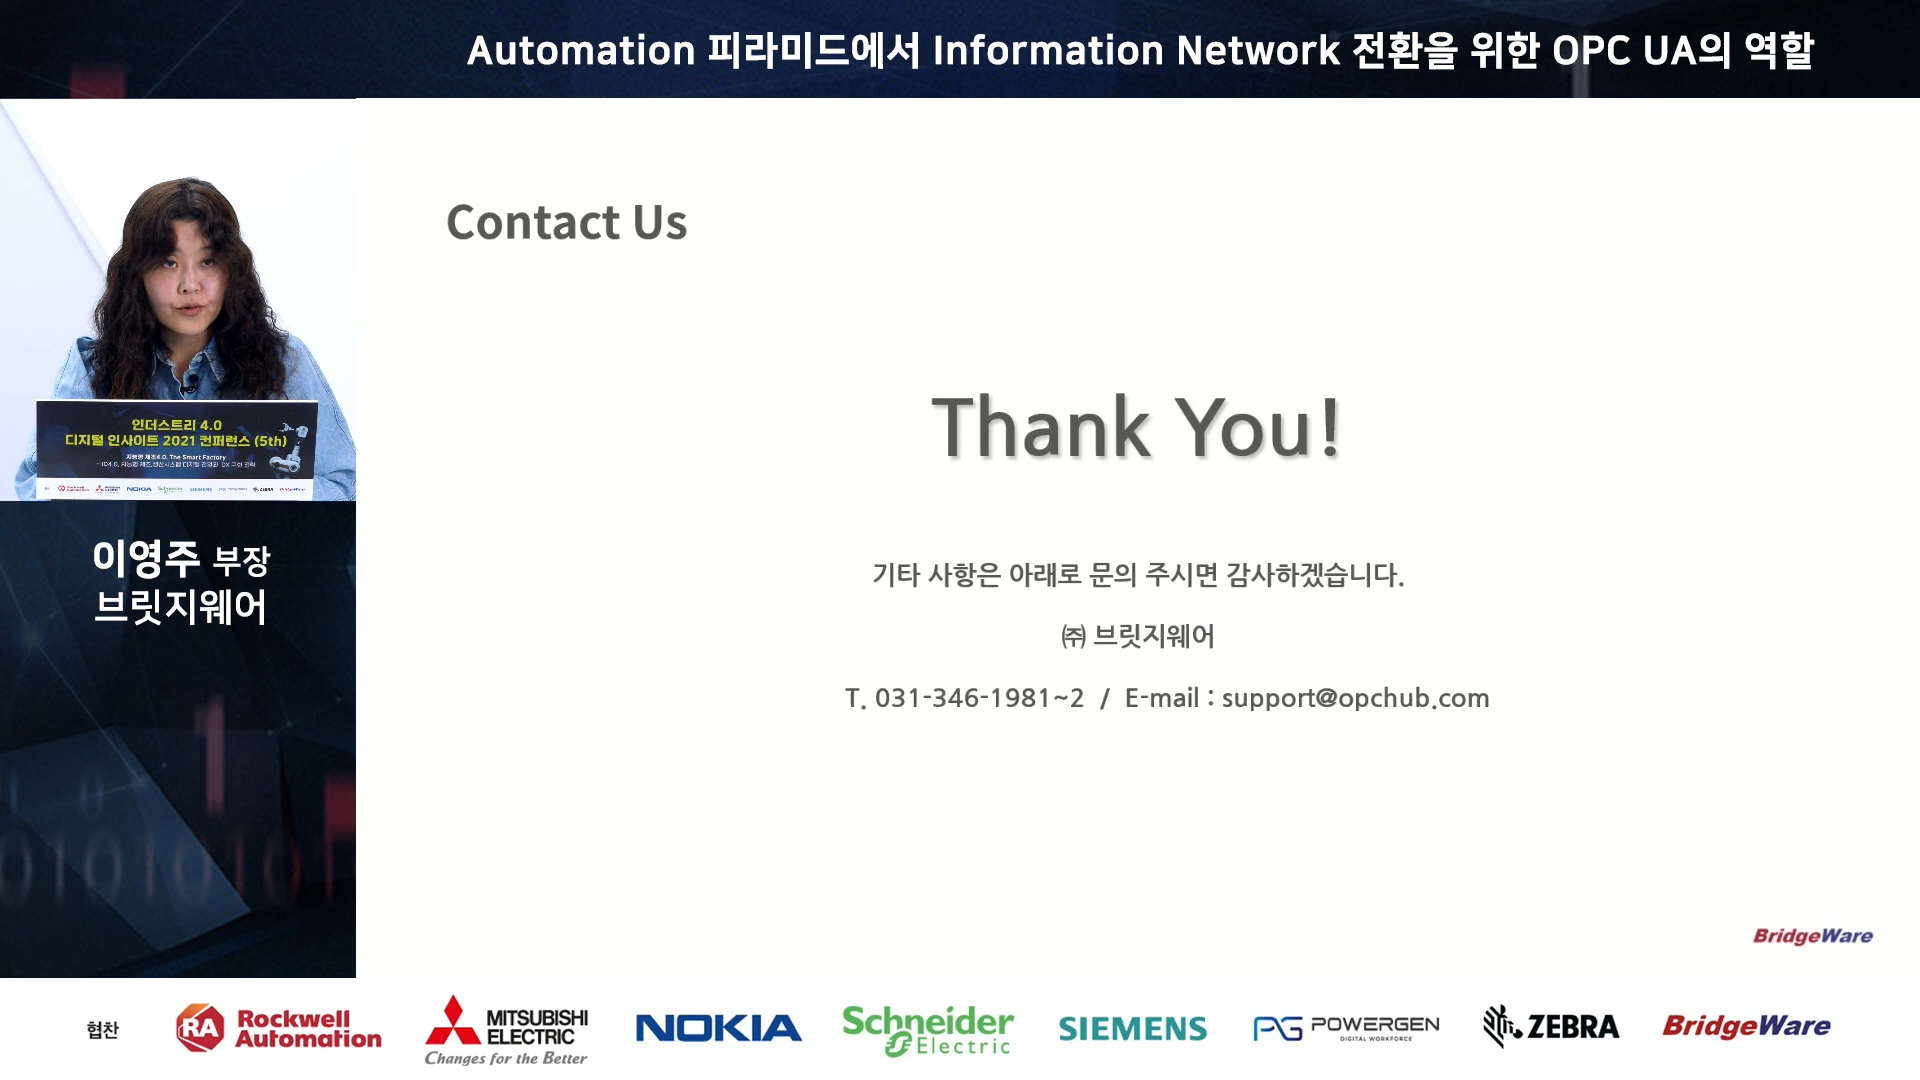 Automation 피라미드에서 Information Network 전환을 위한 OPC UA의 역할
Contact Us
Thank You!
기타 사항은 아래로 문의 주시면 감사하겠습니다.
㈜ 브릿지웨어
T. 031-346-1981~2 / E-mail : support@opchub.com
인더스트리 4.0
디지털 인사이트 2021 컨퍼런스 (5th)
지능형 제조4.0, The Smart Factory
이영주 부장
브릿지웨어
BridgeWare
협찬
RA Rockwell Automation
MITSUBISHI ELECTRIC
Changes for the Better
NOKIA
Schneider Electric
SIEMENS
PG POWERGEN
DIGITAL WORKFORCE
ZEBRA
BridgeWare